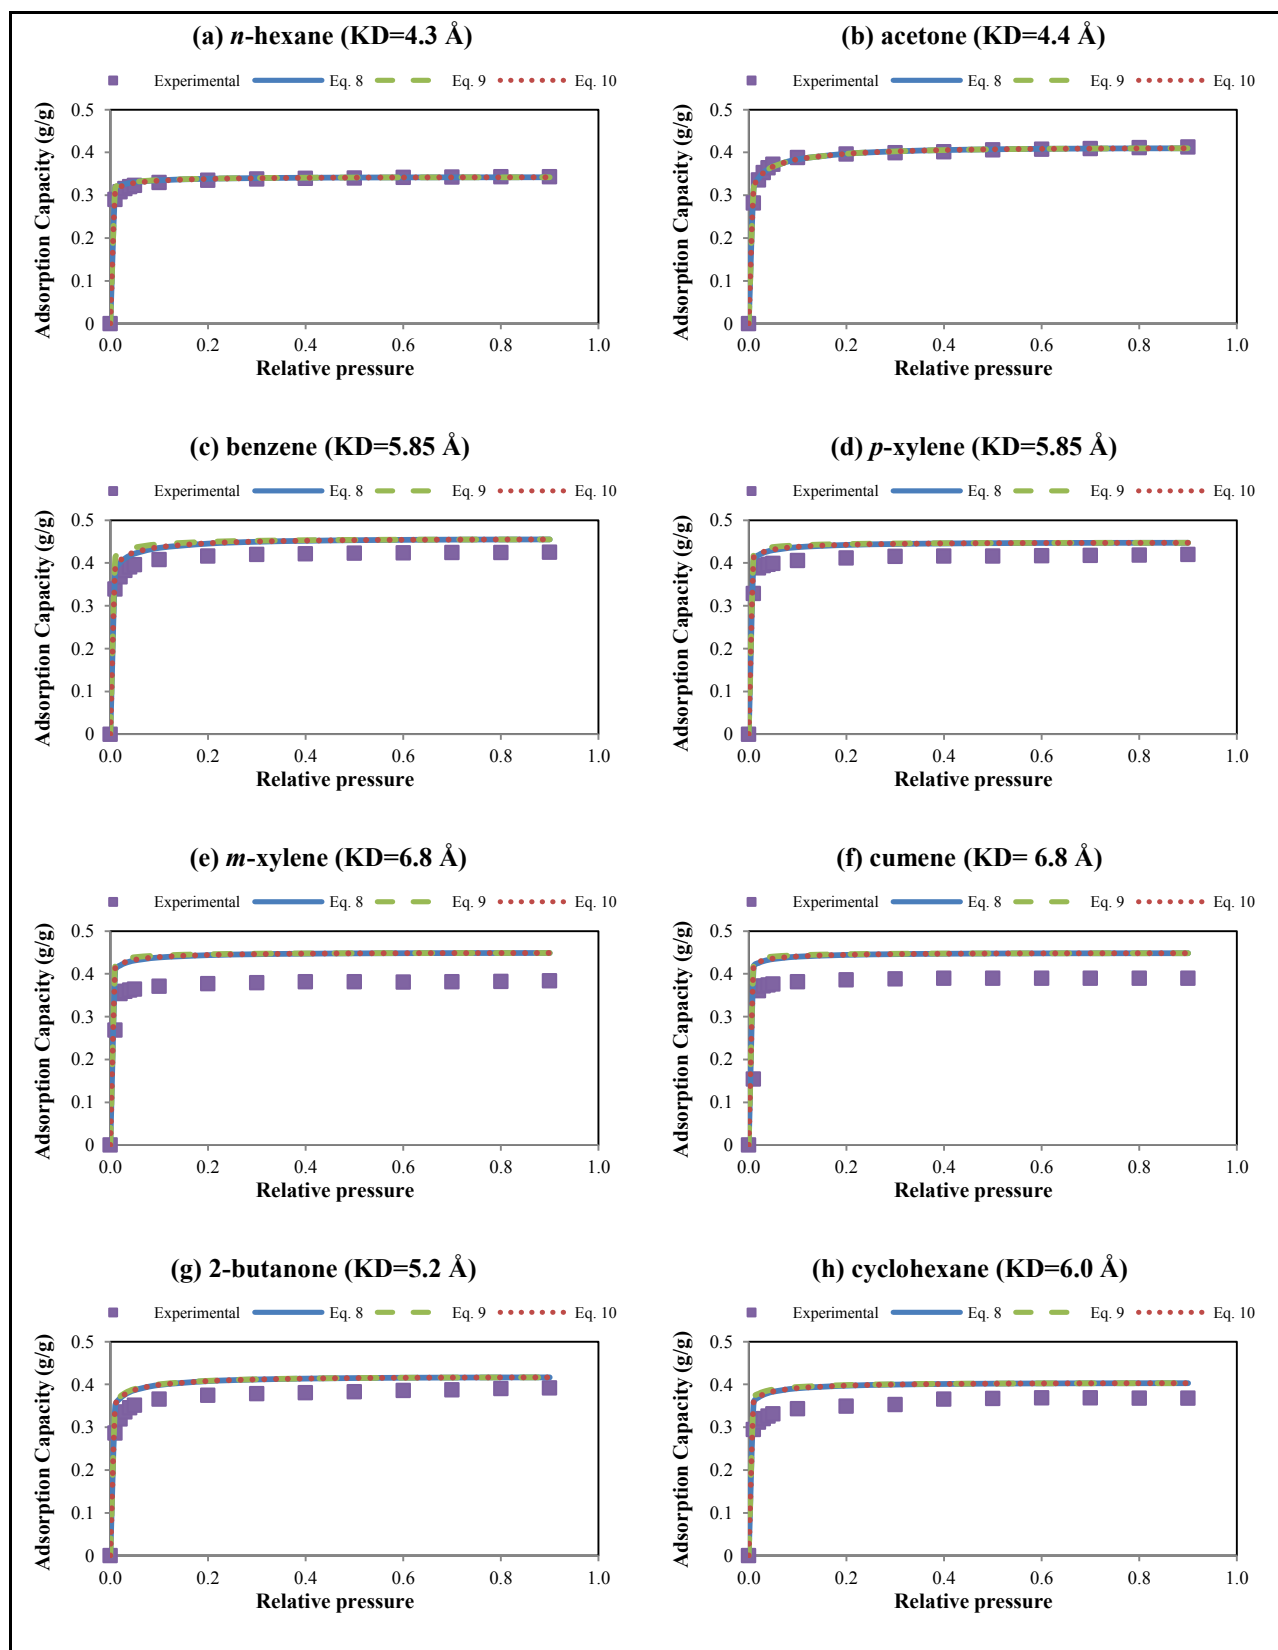 (a) n-hexane (KD=4.3 Å)
Experimental Eq. 8 Eq. 9 Eq. 10
Adsorption Capacity (g/g)
0.5
0.4
0.3
0.2
0.1
0
0.0 0.2 0.4 0.6 0.8 1.0
Relative pressure
(b) acetone (KD=4.4 Å)
Experimental Eq. 8 Eq. 9 Eq. 10
Adsorption Capacity (g/g)
0.5
0.4
0.3
0.2
0.1
0
0.0 0.2 0.4 0.6 0.8 1.0
Relative pressure
(c) benzene (KD=5.85 Å)
Experimental Eq. 8 Eq. 9 Eq. 10
Adsorption Capacity (g/g)
0.5
0.4
0.3
0.2
0.1
0
0.0 0.2 0.4 0.6 0.8 1.0
Relative pressure
(d) p-xylene (KD=5.85 Å)
Experimental Eq. 8 Eq. 9 Eq. 10
Adsorption Capacity (g/g)
0.5
0.4
0.3
0.2
0.1
0
0.0 0.2 0.4 0.6 0.8 1.0
Relative pressure
(e) m-xylene (KD=6.8 Å)
Experimental Eq. 8 Eq. 9 Eq. 10
Adsorption Capacity (g/g)
0.5
0.4
0.3
0.2
0.1
0
0.0 0.2 0.4 0.6 0.8 1.0
Relative pressure
(f) cumene (KD= 6.8 Å)
Experimental Eq. 8 Eq. 9 Eq. 10
Adsorption Capacity (g/g)
0.5
0.4
0.3
0.2
0.1
0
0.0 0.2 0.4 0.6 0.8 1.0
Relative pressure
(g) 2-butanone (KD=5.2 Å)
Experimental Eq. 8 Eq. 9 Eq. 10
Adsorption Capacity (g/g)
0.5
0.4
0.3
0.2
0.1
0
0.0 0.2 0.4 0.6 0.8 1.0
Relative pressure
(h) cyclohexane (KD=6.0 Å)
Experimental Eq. 8 Eq. 9 Eq. 10
Adsorption Capacity (g/g)
0.5
0.4
0.3
0.2
0.1
0
0.0 0.2 0.4 0.6 0.8 1.0
Relative pressure